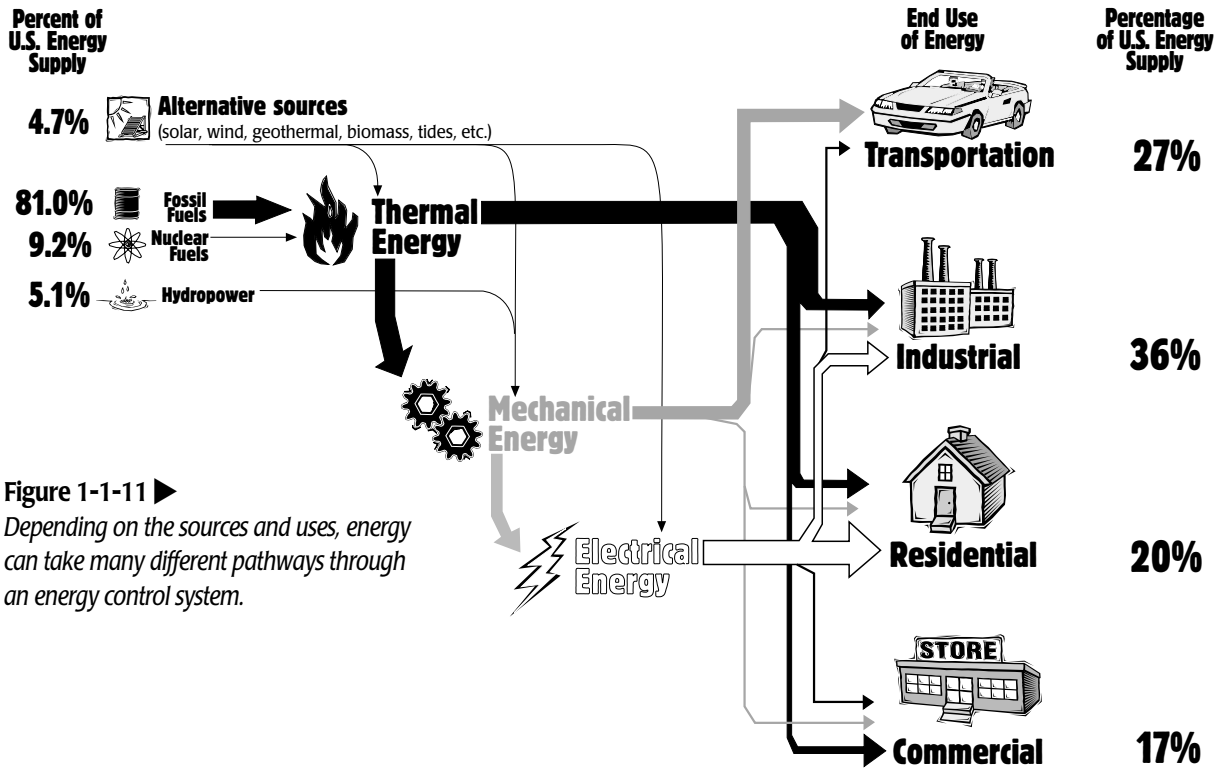 Percent of
U.S. Energy
Supply
4.7%
Alternative sources
(solar, wind, geothermal, biomass, tides, etc.)
81.0%
Fossil
Fuels
9.2%
Nuclear
Fuels
5.1%
Hydropower
Thermal
Energy
Mechanical
Energy
Electrical
Energy
End Use
of Energy
Percentage
of U.S. Energy
Supply
Transportation
27%
Industrial
36%
Residential
20%
STORE
Commercial
17%
Figure 1-1-11 ▶
Depending on the sources and uses, energy
can take many different pathways through
an energy control system.